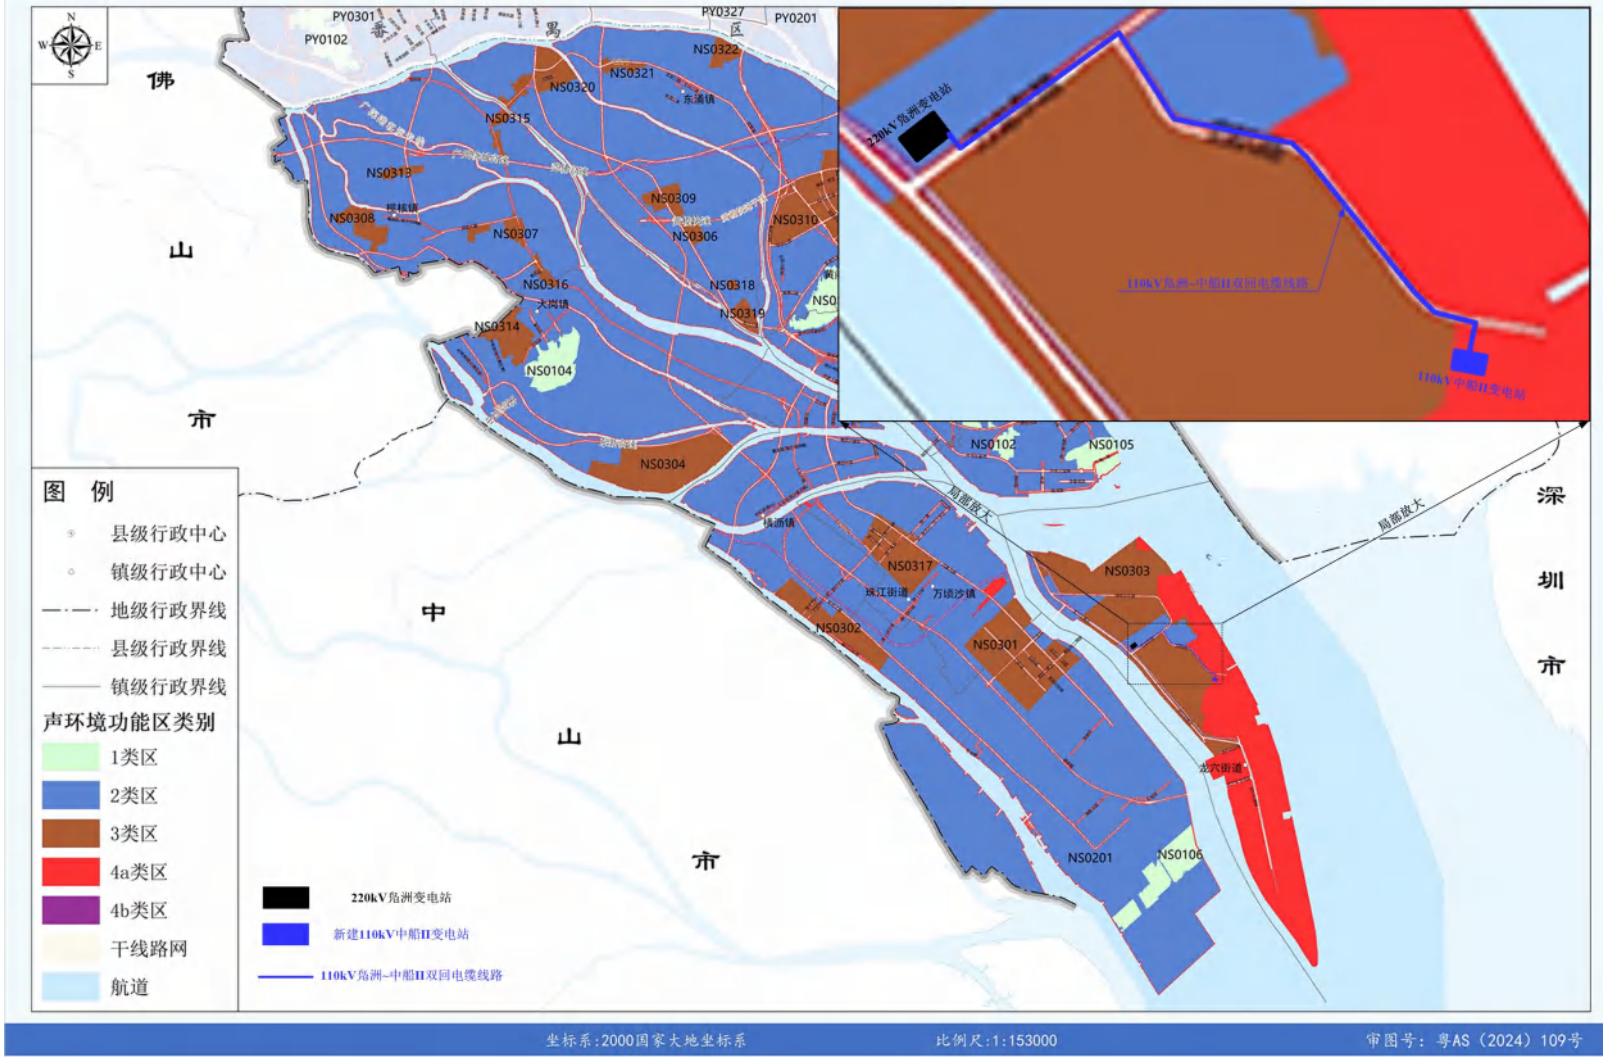 N
W
E
S
PY0301
PY0102
番
禺
区
PY0327
PY0201
佛
山
市
中
山
市
深
圳
市
NS0322
NS0321
东涌镇
NS0320
NS0315
NS0313
NS0308
榄核镇
NS0307
NS0309
NS0306
NS0310
NS0316
大岗镇
NS0318
NS0319
NS0314
NS0104
NS0304
NS0102
NS0105
横沥镇
NS0317
珠江街道
万顷沙镇
NS0302
NS0301
NS0303
龙穴街道
NS0201
NS0106
局部放大
局部放大
220kV凫洲变电站
110kV凫洲~中船II双回电缆线路
110kV中船II变电站
图 例
县级行政中心
镇级行政中心
地级行政界线
县级行政界线
镇级行政界线
声环境功能区类别
1类区
2类区
3类区
4a类区
4b类区
干线路网
航道
220kV凫洲变电站
新建110kV中船II变电站
110kV凫洲~中船II双回电缆线路
坐标系:2000国家大地坐标系
比例尺:1:153000
审图号: 粤AS (2024) 109号